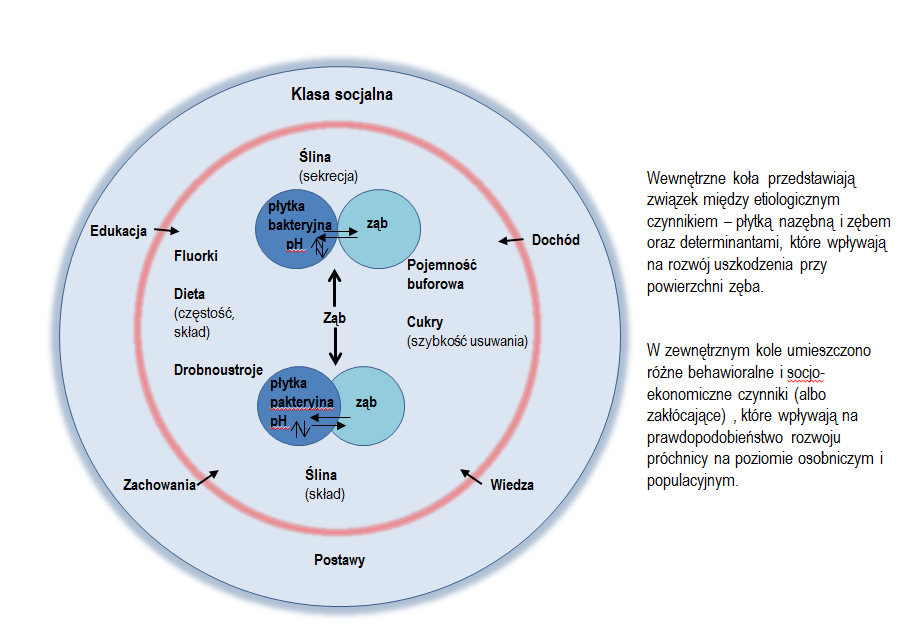 Klasa socjalna
Ślina
(sekrecja)
płytka
bakteryjna
pH
ząb
Edukacja
Dochód
Fluorki
Pojemność
buforowa
Dieta
(częstość,
skład)
Ząb
Cukry
(szybkość usuwania)
Drobnoustroje
płytka
pakteryjna
pH
ząb
Zachowania
Ślina
(skład)
Wiedza
Postawy
Wewnętrzne koła przedstawiają
związek między etiologicznym
czynnikiem – płytką nazębną i zębem
oraz determinantami, które wpływają
na rozwój uszkodzenia przy
powierzchni zęba.
W zewnętrznym kole umieszczono
różne behawioralne i socjo-
ekonomiczne czynniki (albo
zakłócające) , które wpływają na
prawdopodobieństwo rozwoju
próchnicy na poziomie osobniczym i
populacyjnym.